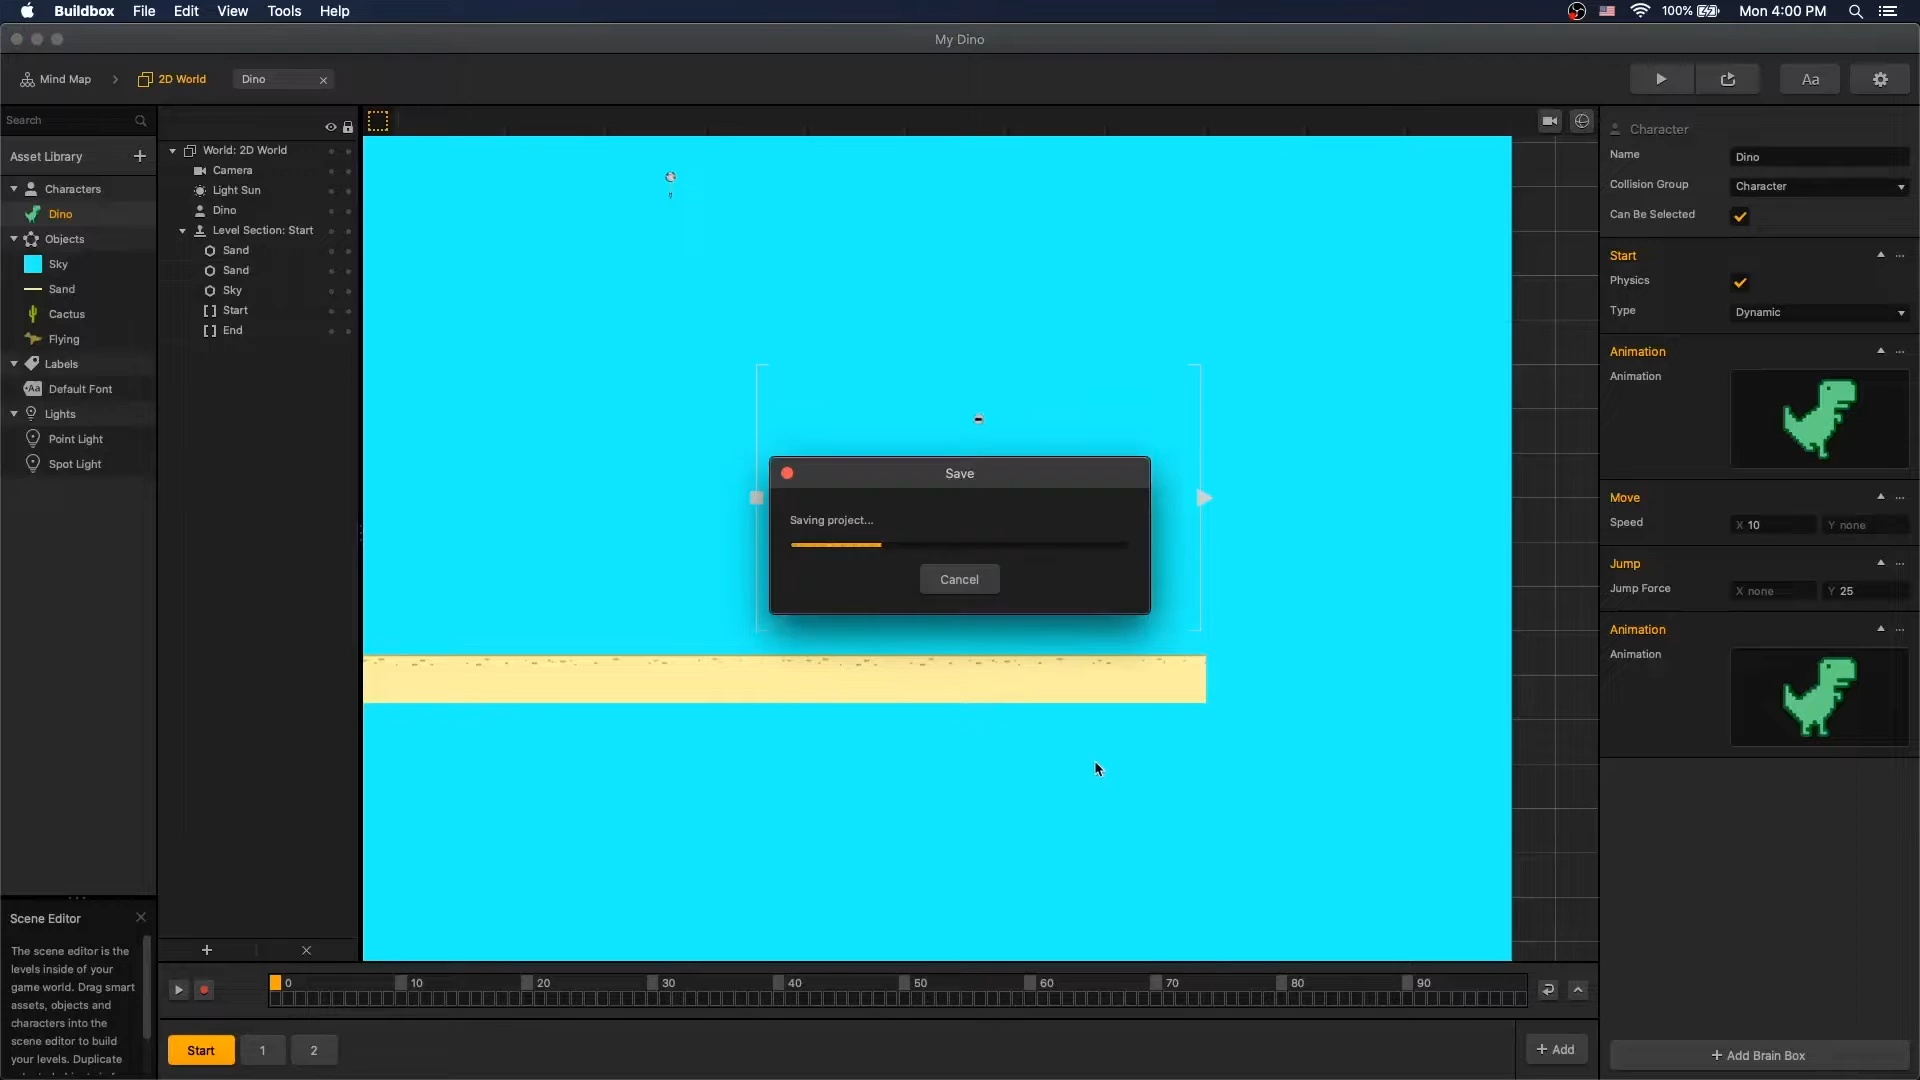 Buildbox File Edit View Tools Help 100% Mon 4:00 PM
My Dino
Mind Map 2D World Dino Aa
Search
Asset Library
Characters
Dino
Objects
Sky
Sand
Cactus
Flying
Labels
Aa Default Font
Lights
Point Light
Spot Light
World: 2D World
Camera
Light Sun
Dino
Level Section: Start
Sand
Sand
Sky
Start
End
Save
Saving project...
Cancel
Character
Name Dino
Collision Group Character
Can Be Selected
Start
Physics
Type Dynamic
Animation
Animation
Move
Speed X 10 Y none
Jump
Jump Force X none Y 25
Animation
Animation
+ Add Brain Box
Scene Editor
The scene editor is the
levels inside of your
game world. Drag smart
assets, objects and
characters into the
scene editor to build
your levels. Duplicate
0 10 20 30 40 50 60 70 80 90
Start 1 2 + Add